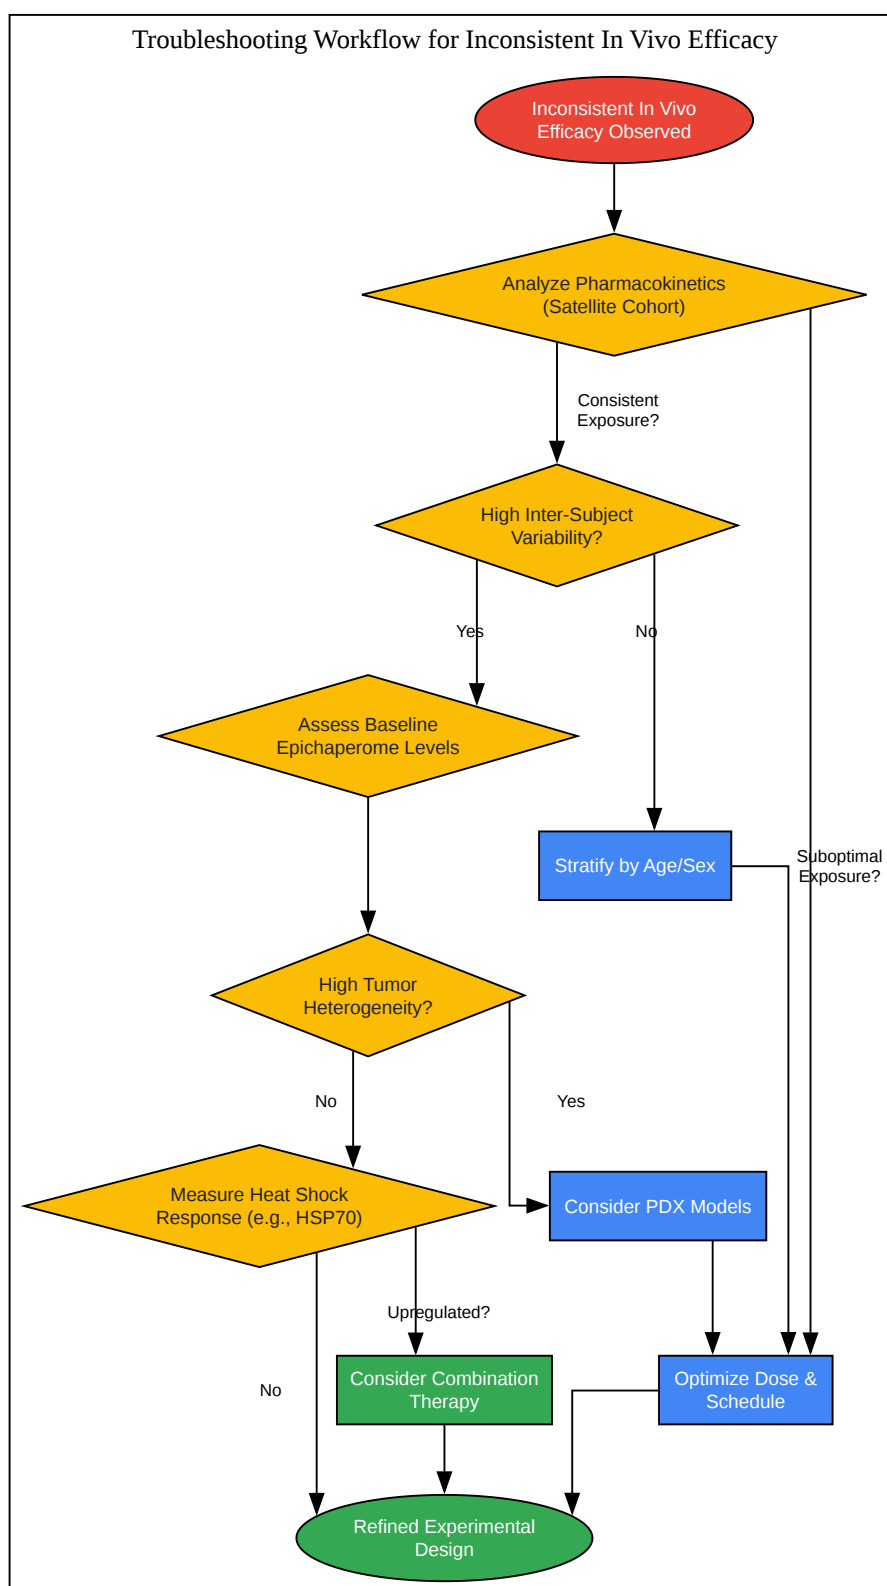 Troubleshooting Workflow for Inconsistent In Vivo Efficacy
Inconsistent In Vivo
Efficacy Observed
Analyze Pharmacokinetics
(Satellite Cohort)
Consistent
Exposure?
High Inter-Subject
Variability?
Yes
No
Assess Baseline
Epichaperome Levels
Stratify by Age/Sex
Suboptimal
Exposure?
High Tumor
Heterogeneity?
No
Yes
Measure Heat Shock
Response (e.g., HSP70)
Consider PDX Models
Upregulated?
No
Consider Combination
Therapy
Optimize Dose &
Schedule
Refined Experimental
Design